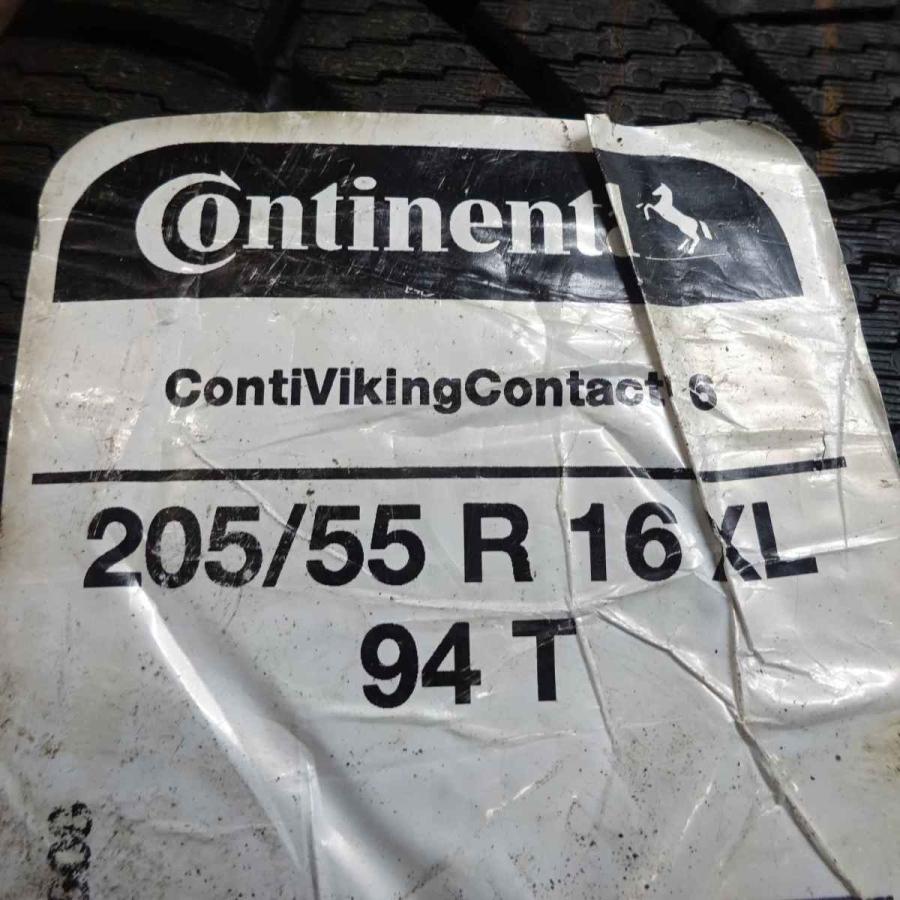 Continental
ContiVikingContact 6
205/55 R 16 XL
94 T